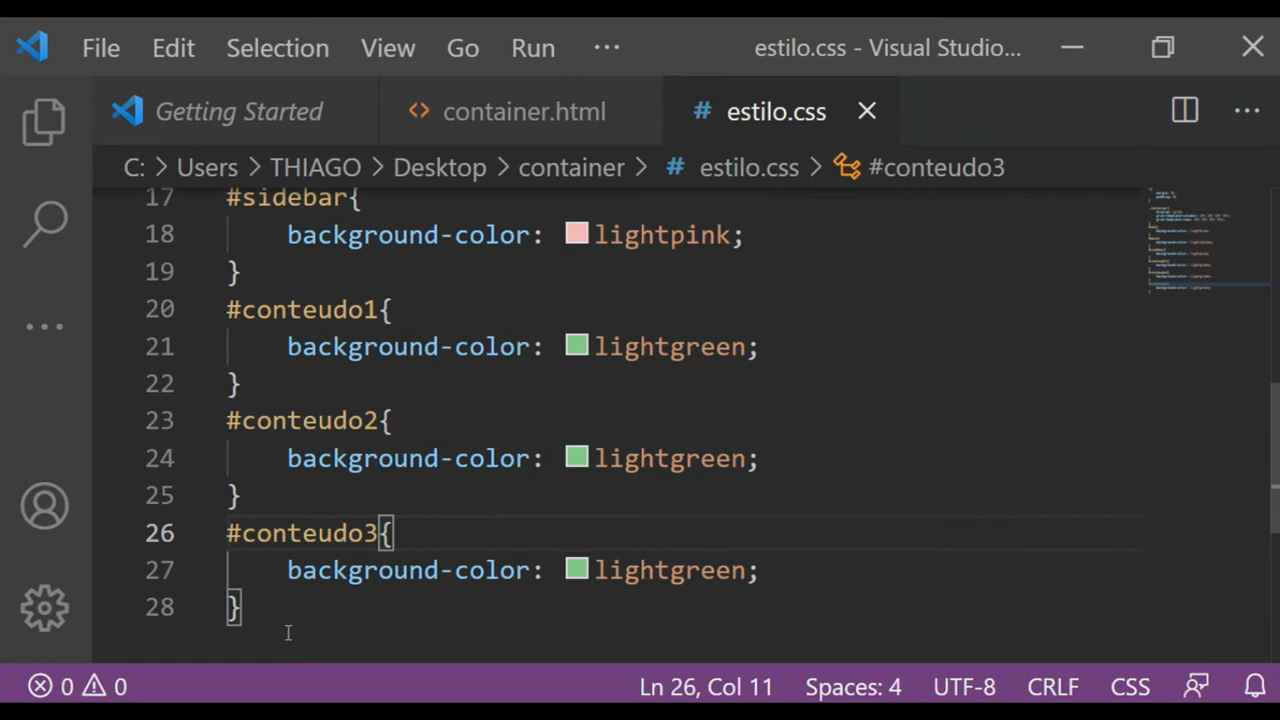 File Edit Selection View Go Run ··· estilo.css - Visual Studio...
Getting Started container.html # estilo.css
C: > Users > THIAGO > Desktop > container > # estilo.css > #conteudo3
17 #sidebar{
18 background-color: lightpink;
19 }
20 #conteudo1{
21 background-color: lightgreen;
22 }
23 #conteudo2{
24 background-color: lightgreen;
25 }
26 #conteudo3{
27 background-color: lightgreen;
28 }
0 0 Ln 26, Col 11 Spaces: 4 UTF-8 CRLF CSS